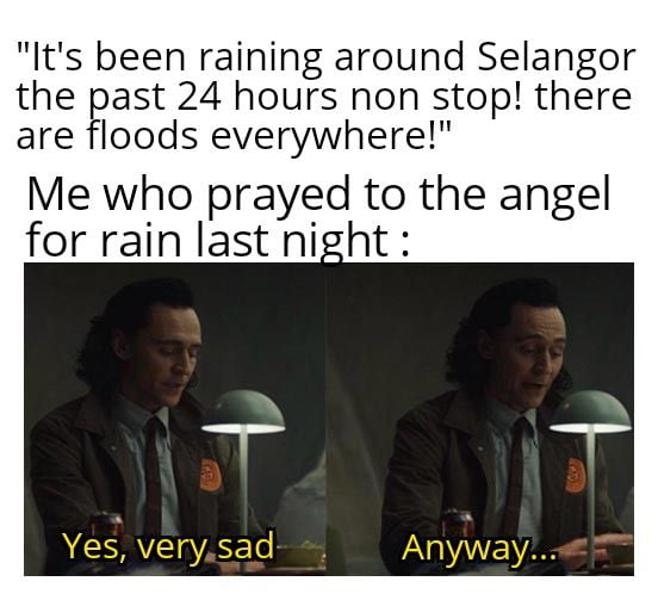 "It's been raining around Selangor
the past 24 hours non stop! there
are floods everywhere!"
Me who prayed to the angel
for rain last night :
Yes, very sad
Anyway...